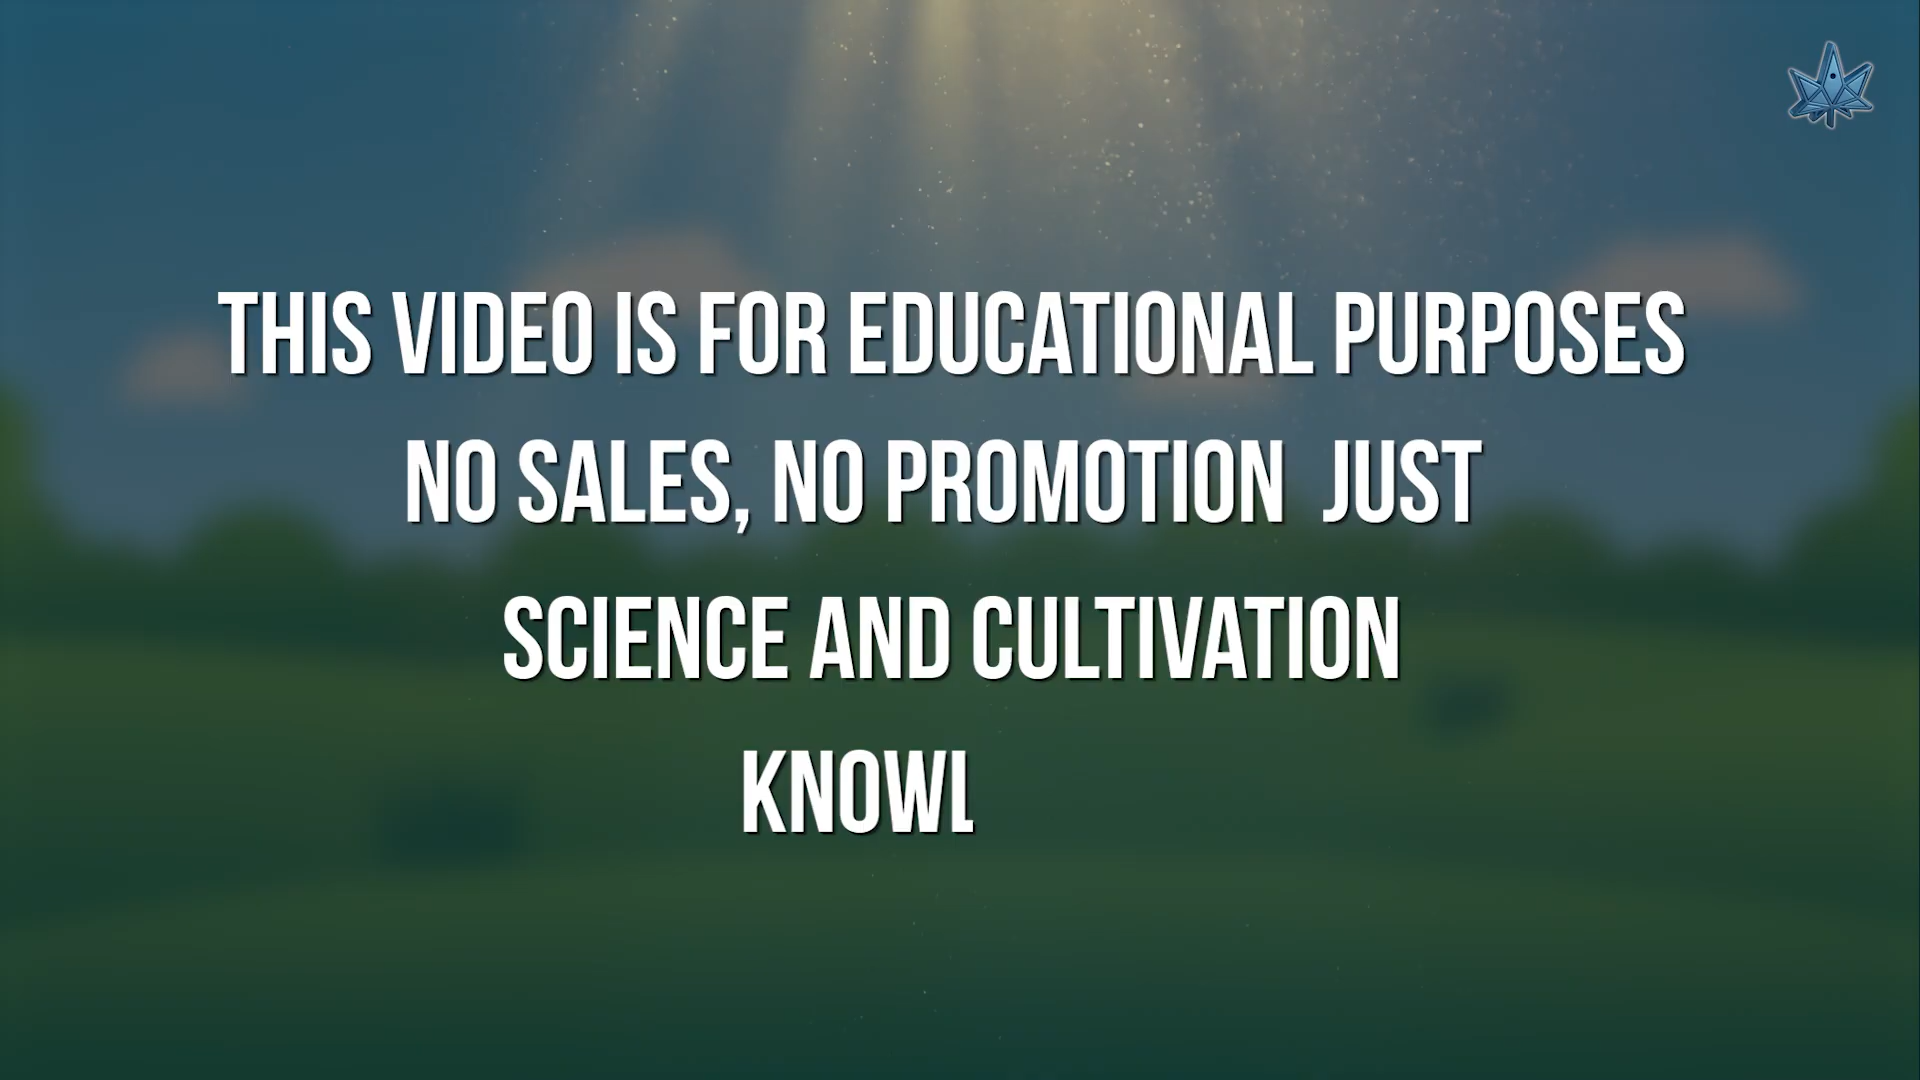 THIS VIDEO IS FOR EDUCATIONAL PURPOSES
NO SALES, NO PROMOTION JUST
SCIENCE AND CULTIVATION
KNOWL